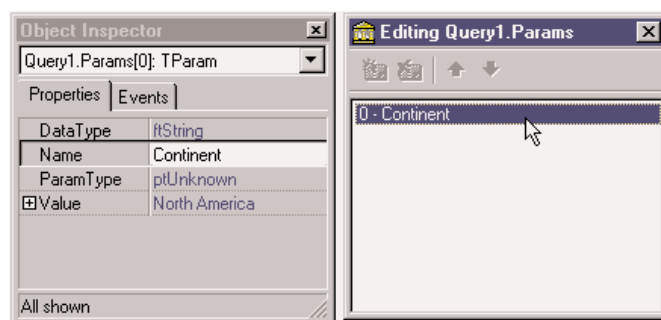 Object Inspector
Query1.Params[0]: TParam
Properties Events
DataType ftString
Name Continent
ParamType ptUnknown
Value North America
All shown
Editing Query1.Params
0 - Continent